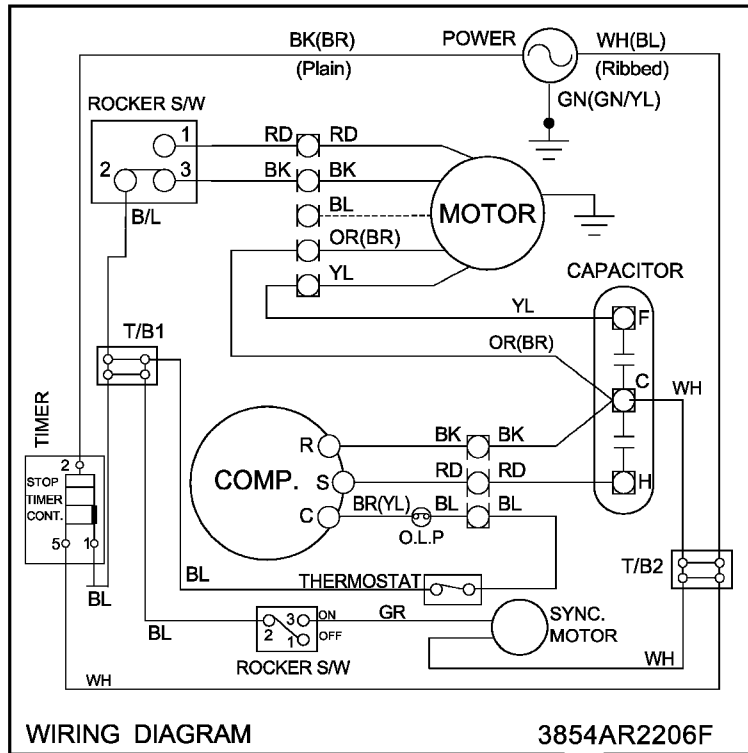 BK(BR)
(Plain)
POWER
WH(BL)
(Ribbed)
GN(GN/YL)
ROCKER S/W
1
2
3
B/L
RD
RD
BK
BK
BL
OR(BR)
YL
MOTOR
CAPACITOR
YL
F
OR(BR)
C
WH
H
T/B1
TIMER
2
STOP
TIMER
CONT.
5
1
BL
COMP.
R
S
C
BK
BK
RD
RD
BR(YL)
BL
BL
O.L.P
T/B2
BL
THERMOSTAT
BL
2
3
1
ON
OFF
GR
ROCKER S/W
SYNC.
MOTOR
WH
WH
WIRING DIAGRAM
3854AR2206F